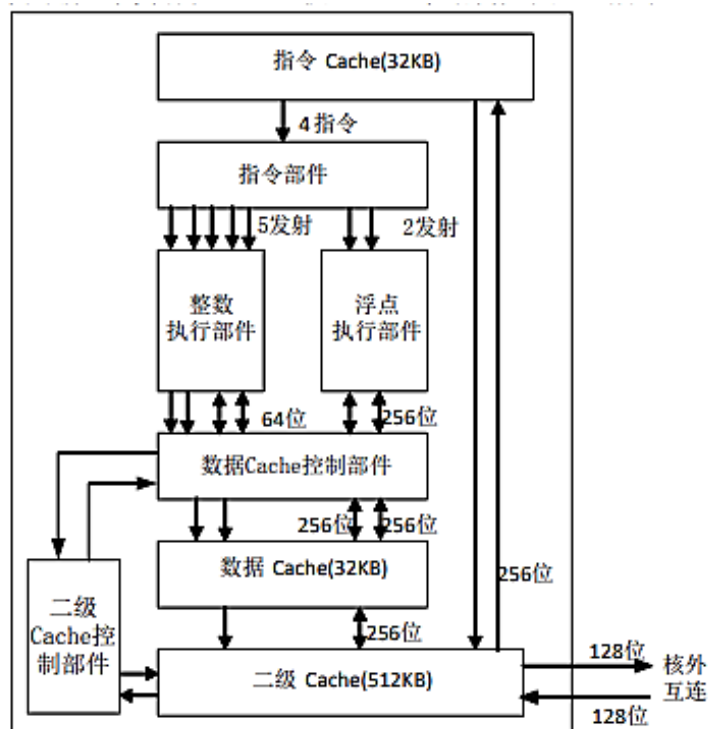 指令 Cache(32KB)
4指令
指令部件
5发射
2发射
整数
执行部件
浮点
执行部件
64位
256位
数据Cache控制部件
256位
256位
数据 Cache(32KB)
256位
二级
Cache控
制部件
256位
二级 Cache(512KB)
128位
核外
互连
128位